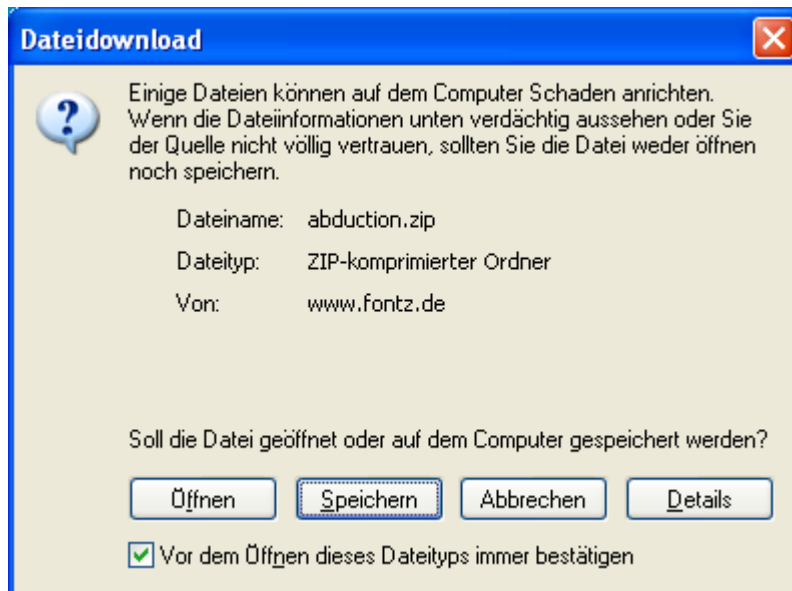 Dateidownload
Einige Dateien können auf dem Computer Schaden anrichten.
Wenn die Dateiinformationen unten verdächtig aussehen oder Sie
der Quelle nicht völlig vertrauen, sollten Sie die Datei weder öffnen
noch speichern.
Dateiname: abduction.zip
Dateityp: ZIP-komprimierter Ordner
Von: www.fontz.de
Soll die Datei geöffnet oder auf dem Computer gespeichert werden?
Öffnen Speichern Abbrechen Details
Vor dem Öffnen dieses Dateityps immer bestätigen